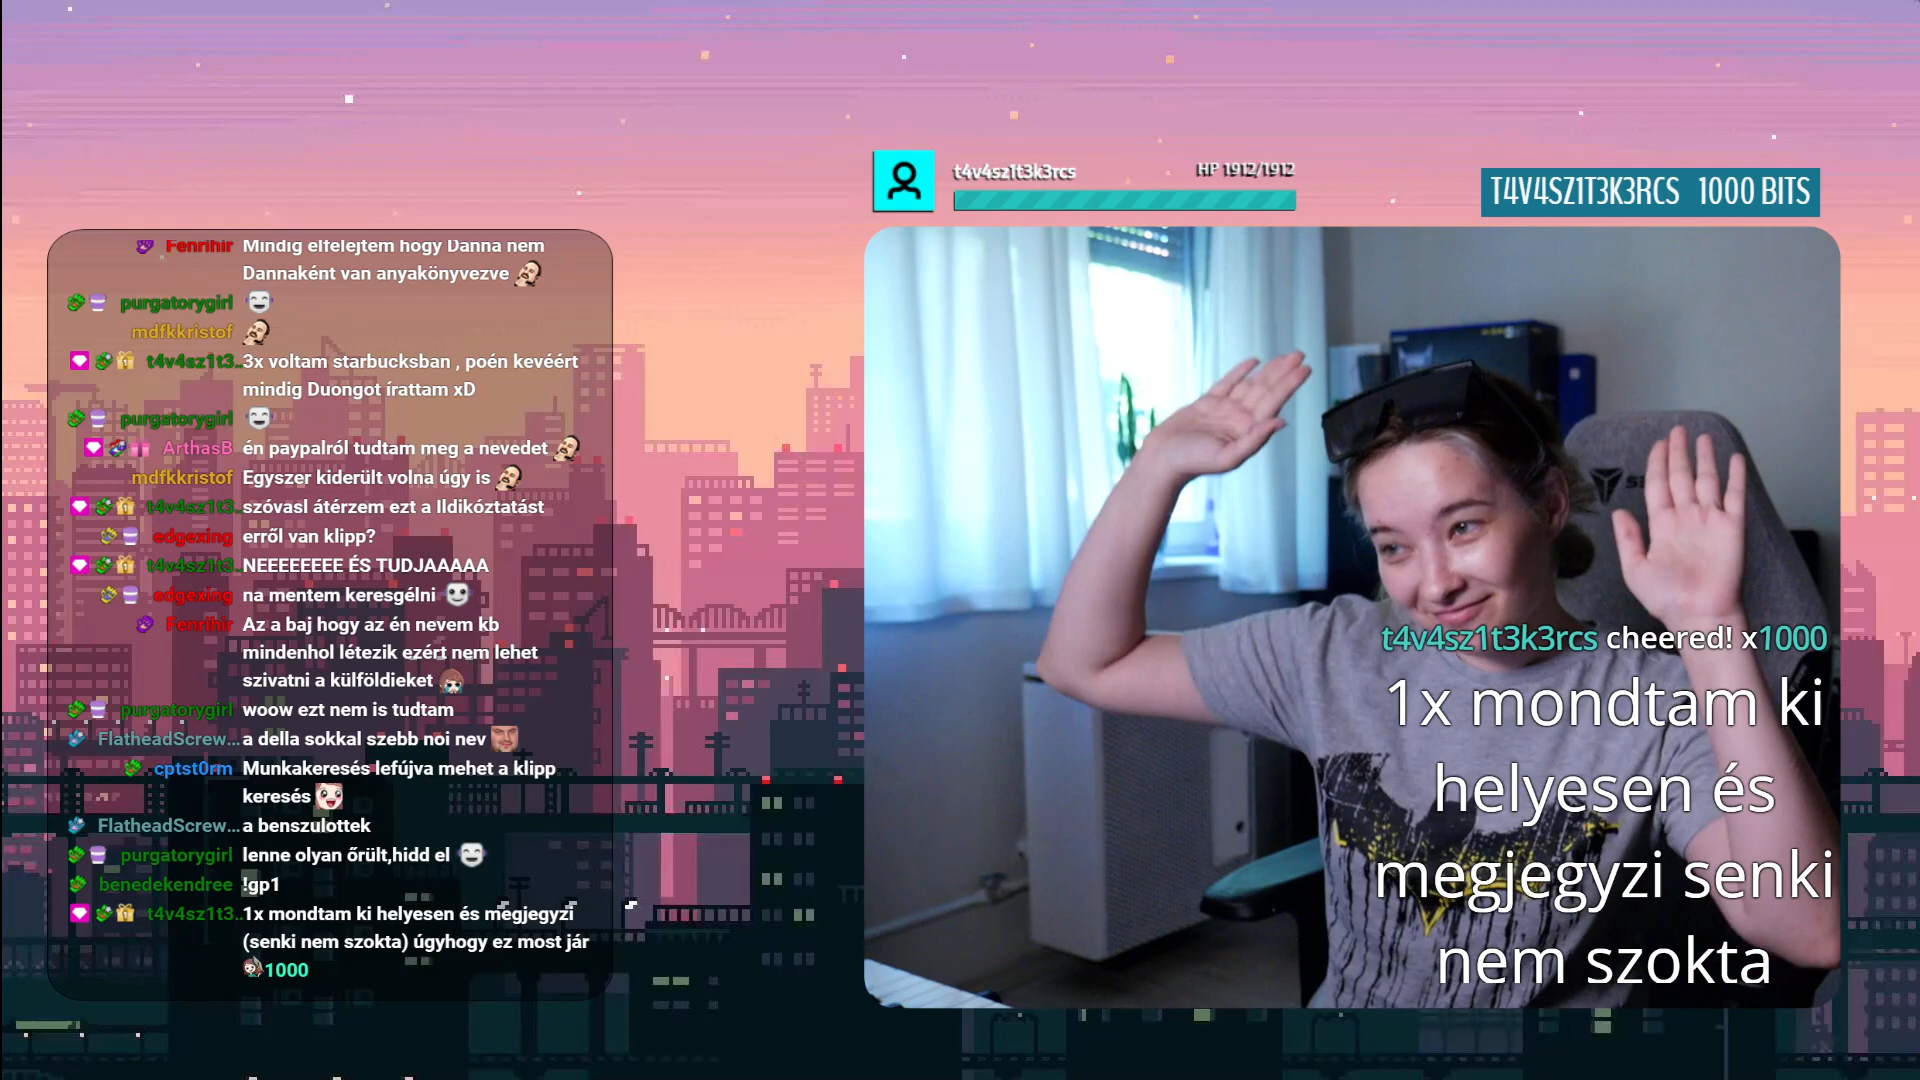 t4v4sz1t3k3rcs HP 1912/1912
T4V4SZ1T3K3RCS 1000 BITS
Fenrihir Mindig elfelejtem hogy Danna nem
Dannaként van anyakönyvezve
purgatorygirl
mdfkkristof
t4v4sz1t3... 3x voltam starbucksban , poén kevéért
mindig Duongot írattam xD
purgatorygirl
ArthasB én paypalról tudtam meg a nevedet
mdfkkristof Egyszer kiderült volna úgy is
t4v4sz1t3... szóvasl átérzem ezt a Ildikóztatást
edgexing erről van klipp?
t4v4sz1t3... NEEEEEEEE ÉS TUDJAAAAA
edgexing na mentem keresgélni
Fenrihir Az a baj hogy az én nevem kb
mindenhol létezik ezért nem lehet
szivatni a külföldieket
purgatorygirl woow ezt nem is tudtam
FlatheadScrew... a della sokkal szebb noi nev
cptst0rm Munkakeresés lefújva mehet a klipp
keresés
FlatheadScrew... a benszulottek
purgatorygirl lenne olyan őrült,hidd el
benedekendree !gp1
t4v4sz1t3... 1x mondtam ki helyesen és megjegyzi
(senki nem szokta) úgyhogy ez most jár
1000
t4v4sz1t3k3rcs cheered! x1000
1x mondtam ki
helyesen és
megjegyzi senki
nem szokta